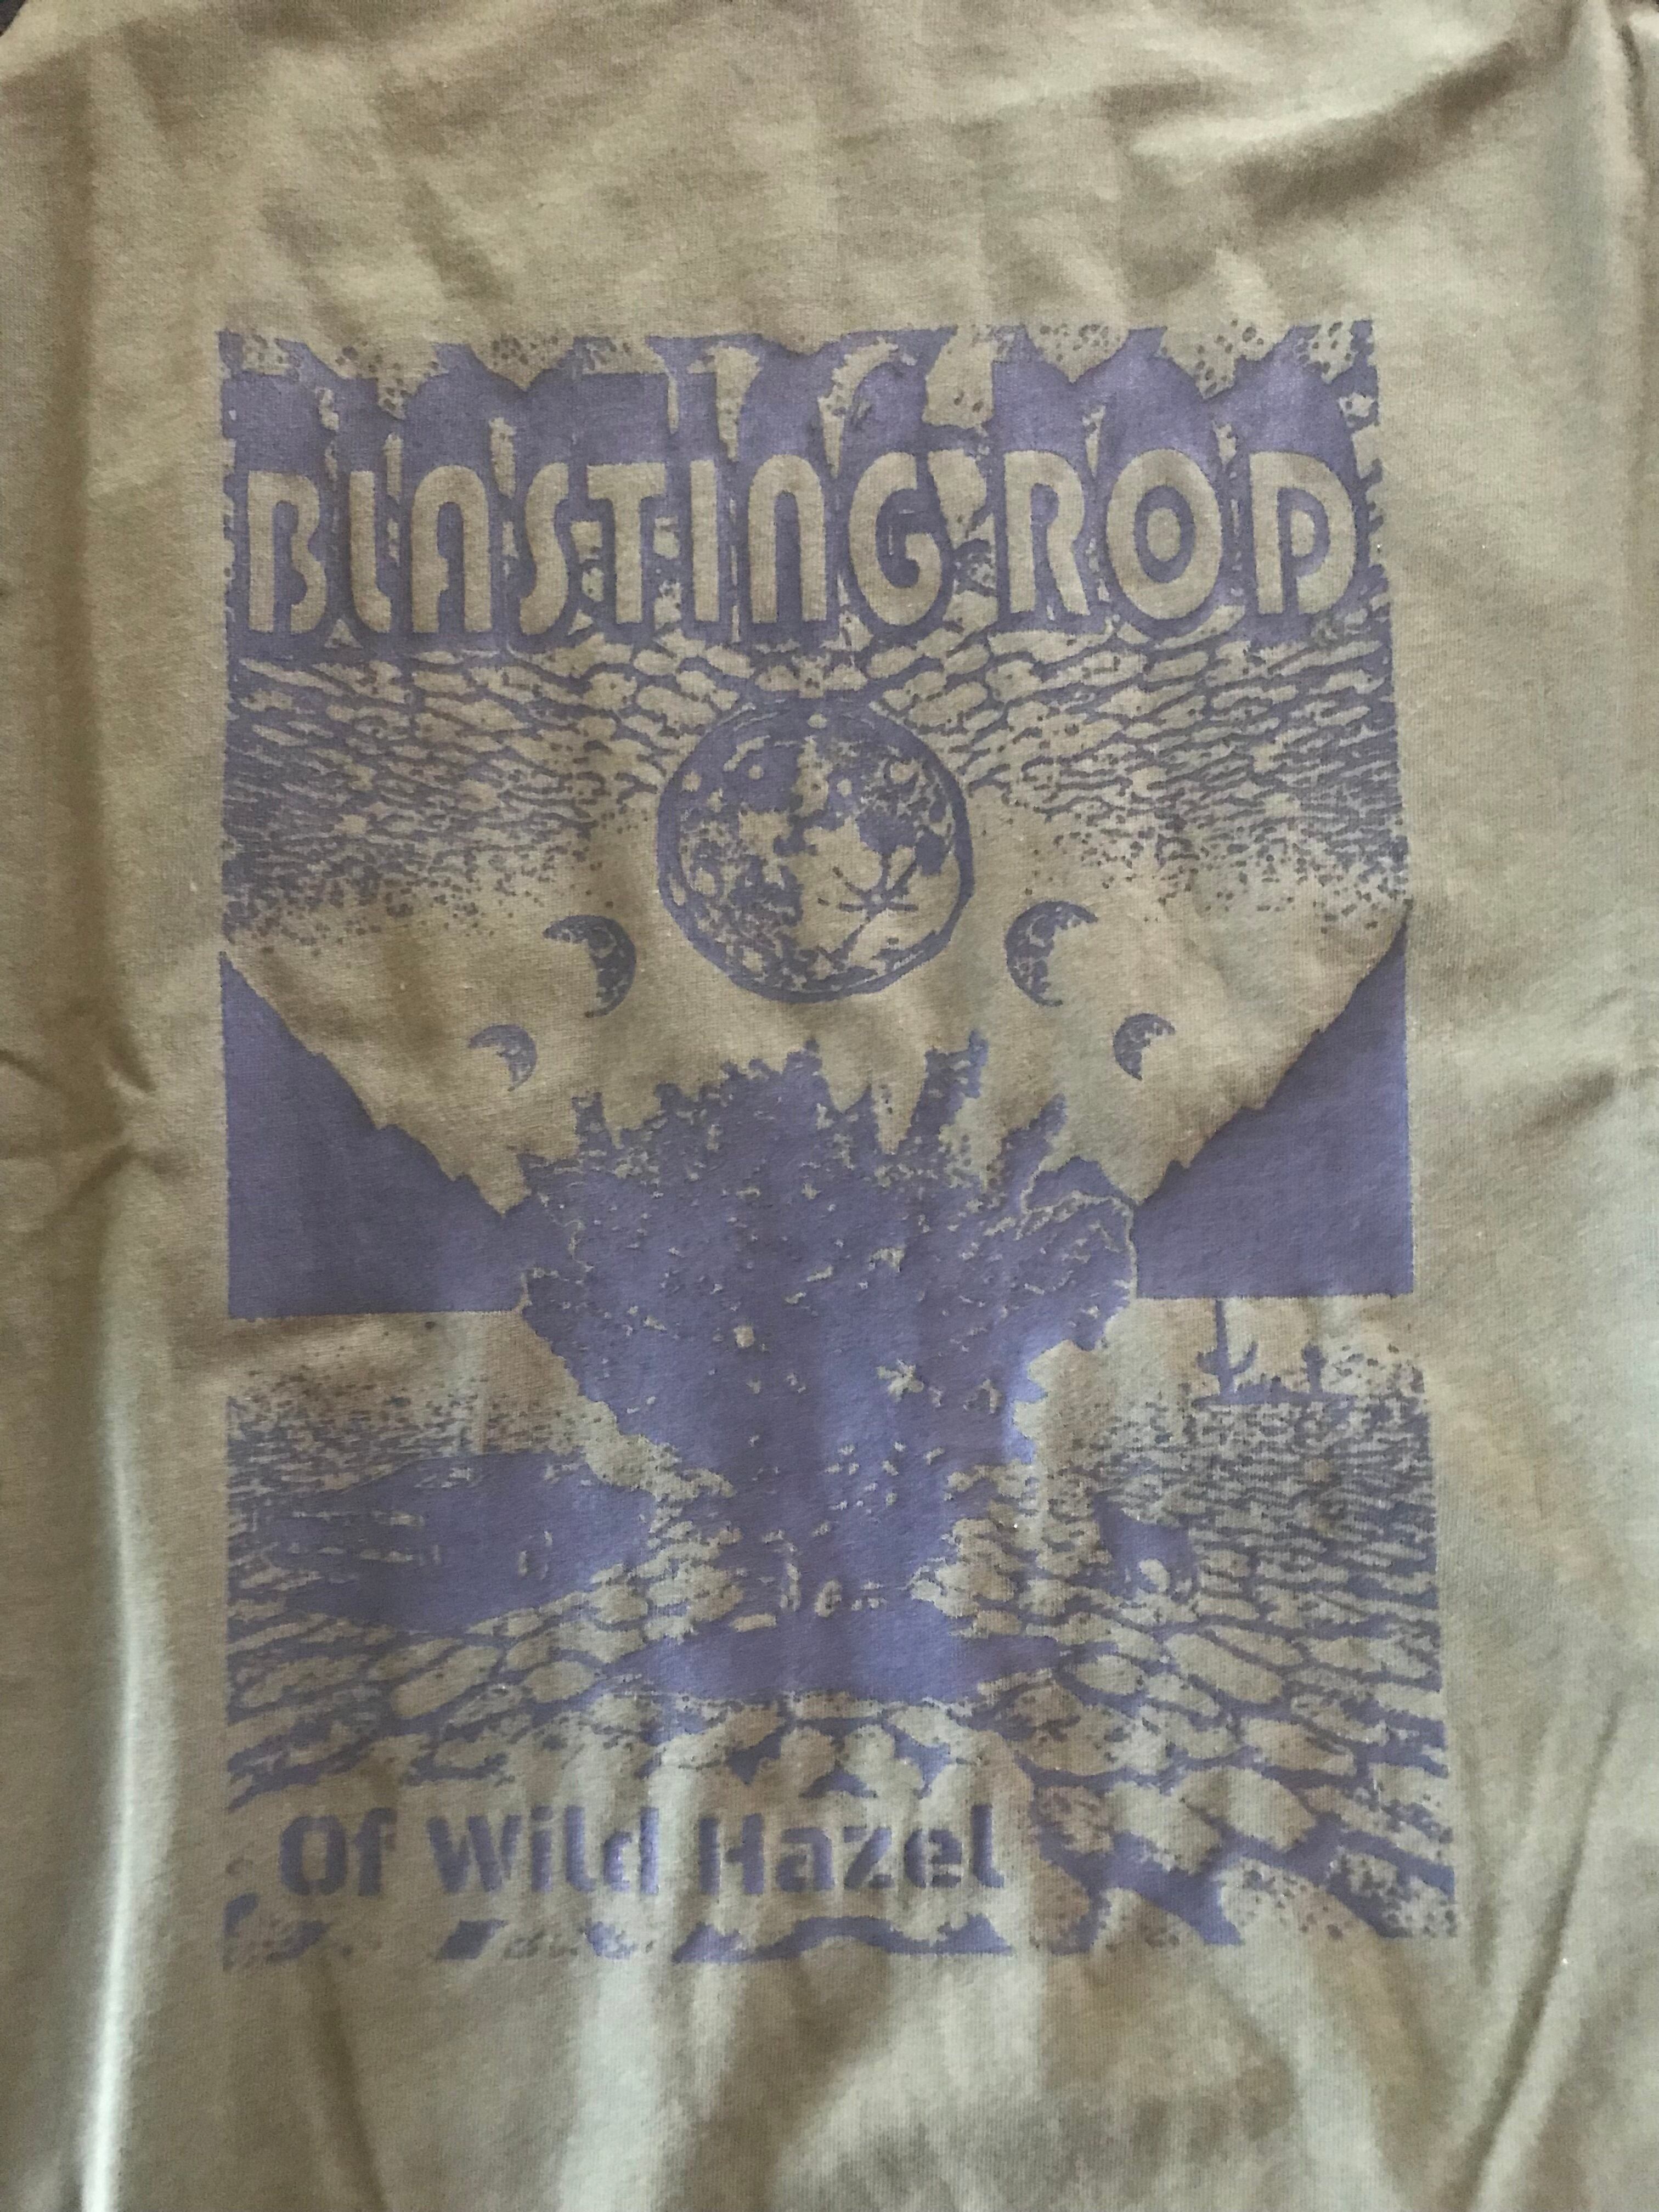 BLASTING ROD
Of Wild Hazel